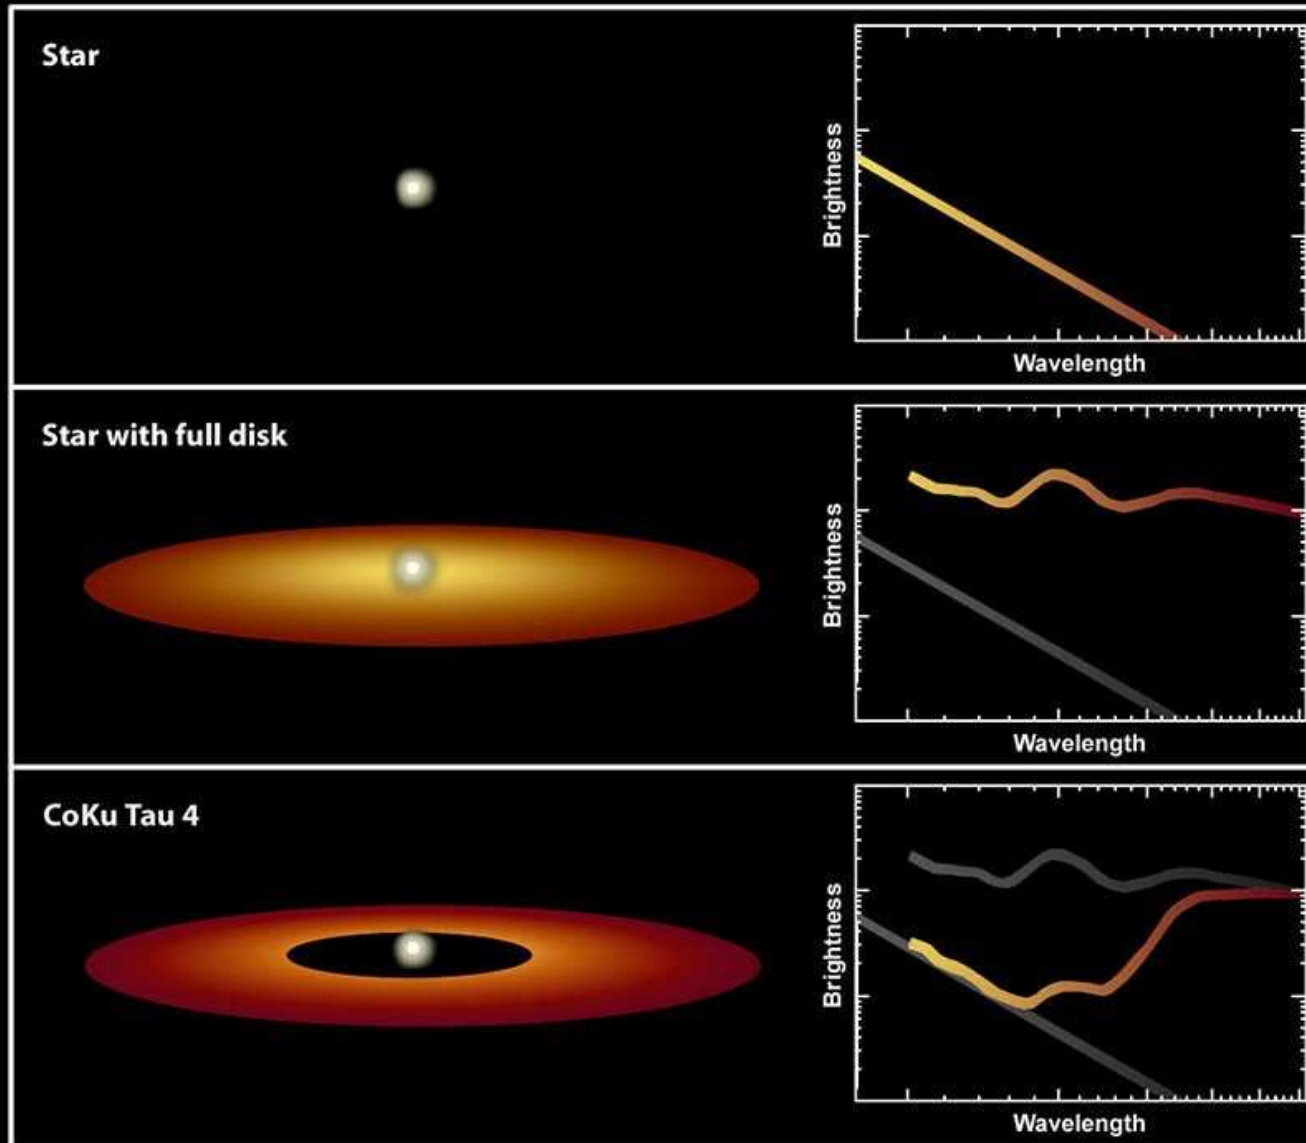 Star
Brightness
Wavelength
Star with full disk
Brightness
Wavelength
CoKu Tau 4
Brightness
Wavelength